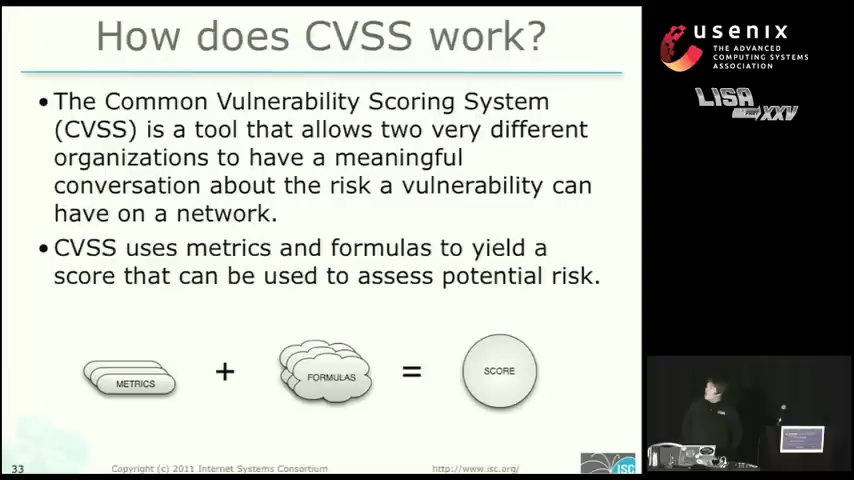 How does CVSS work?
• The Common Vulnerability Scoring System
(CVSS) is a tool that allows two very different
organizations to have a meaningful
conversation about the risk a vulnerability can
have on a network.
• CVSS uses metrics and formulas to yield a
score that can be used to assess potential risk.
METRICS
+
FORMULAS
=
SCORE
33
Copyright (c) 2011 Internet Systems Consortium
http://www.isc.org/
ISC
usenix
THE ADVANCED
COMPUTING SYSTEMS
ASSOCIATION
LISA
XXV